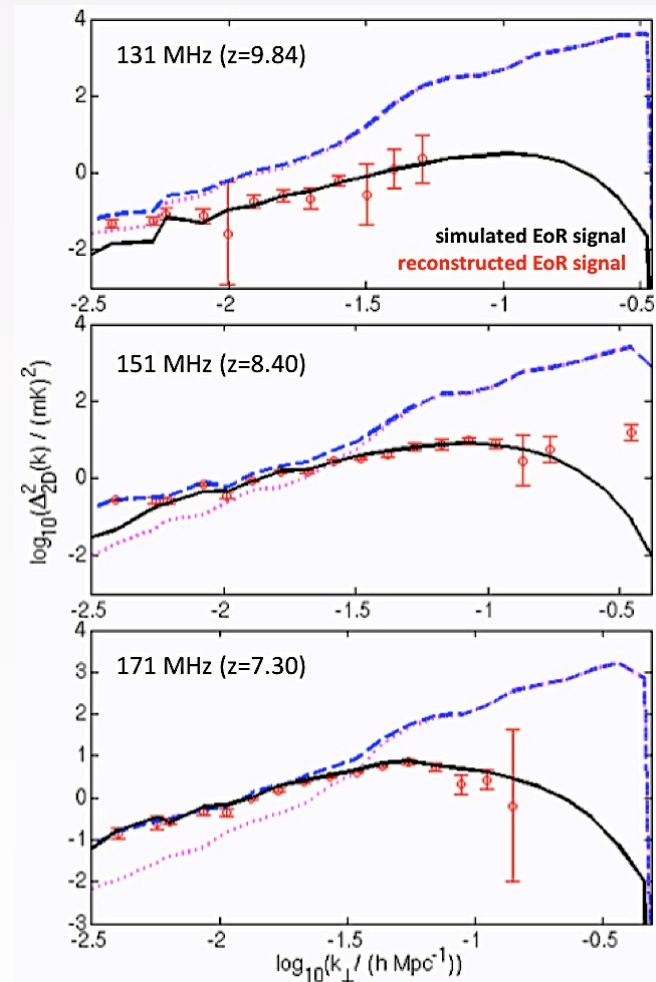 4
131 MHz (z=9.84)
2
0
simulated EoR signal
reconstructed EoR signal
-2
-2.5 -2 -1.5 -1 -0.5
4
151 MHz (z=8.40)
2
0
-2
log₁₀(Δ²₂D(k) / (mK)²)
-2.5 -2 -1.5 -1 -0.5
4
171 MHz (z=7.30)
3
2
1
0
-1
-2
-3
-2.5 -2 -1.5 -1 -0.5
log₁₀(k⊥/ (h Mpc⁻¹))